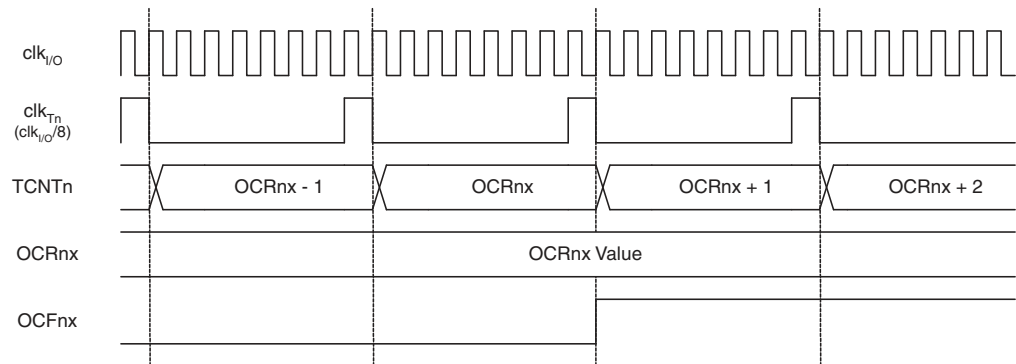 clkI/O
clkTn
(clkI/O/8)
TCNTn
OCRnx - 1
OCRnx
OCRnx + 1
OCRnx + 2
OCRnx
OCRnx Value
OCFnx